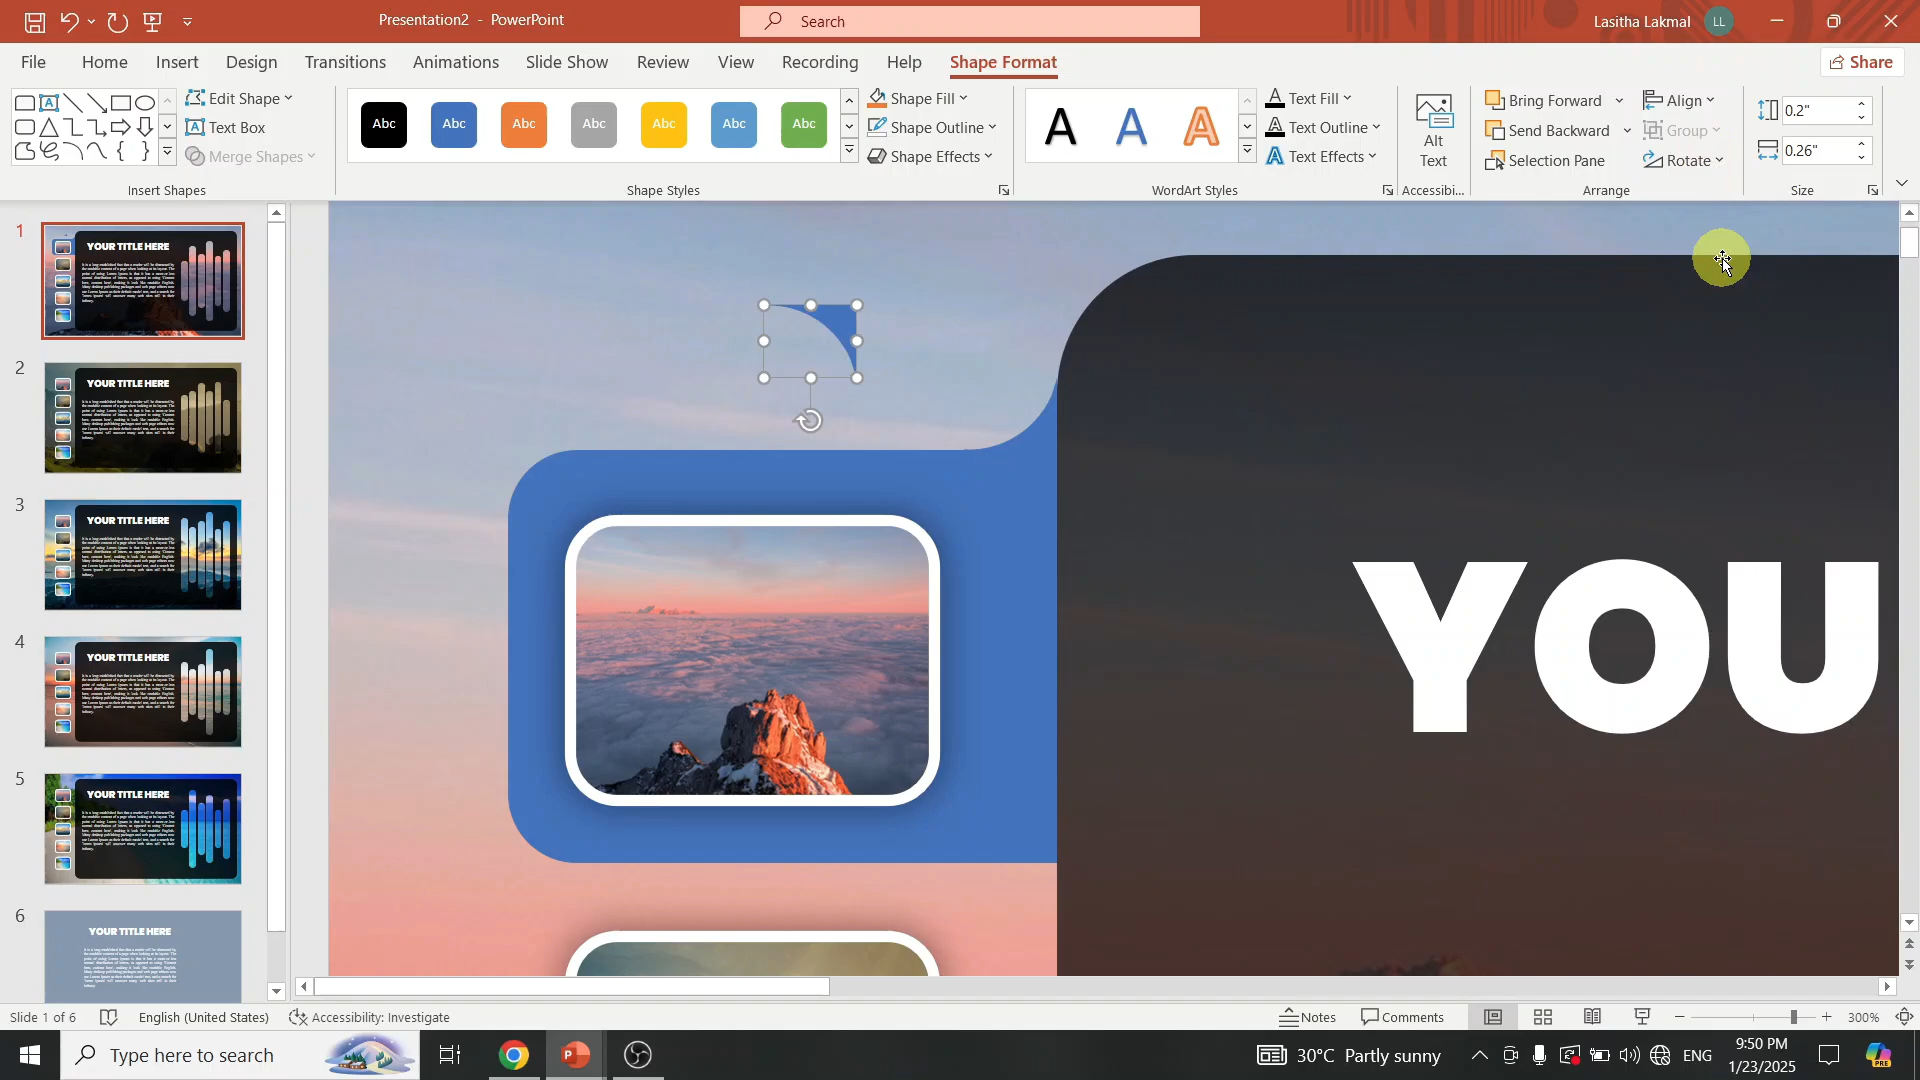 Presentation2 - PowerPoint
Search
Lasitha Lakmal
LL
File
Home
Insert
Design
Transitions
Animations
Slide Show
Review
View
Recording
Help
Shape Format
Share
Edit Shape
Text Box
Merge Shapes
Insert Shapes
Abc
Abc
Abc
Abc
Abc
Abc
Abc
Shape Fill
Shape Outline
Shape Effects
Shape Styles
Text Fill
Text Outline
Text Effects
WordArt Styles
Alt
Text
Accessibi...
Bring Forward
Send Backward
Selection Pane
Align
Group
Rotate
Arrange
0.2"
0.26"
Size
1
YOUR TITLE HERE
2
YOUR TITLE HERE
3
YOUR TITLE HERE
4
YOUR TITLE HERE
5
YOUR TITLE HERE
6
YOUR TITLE HERE
YOU
Slide 1 of 6
English (United States)
Accessibility: Investigate
Notes
Comments
300%
Type here to search
30°C Partly sunny
ENG
9:50 PM
1/23/2025